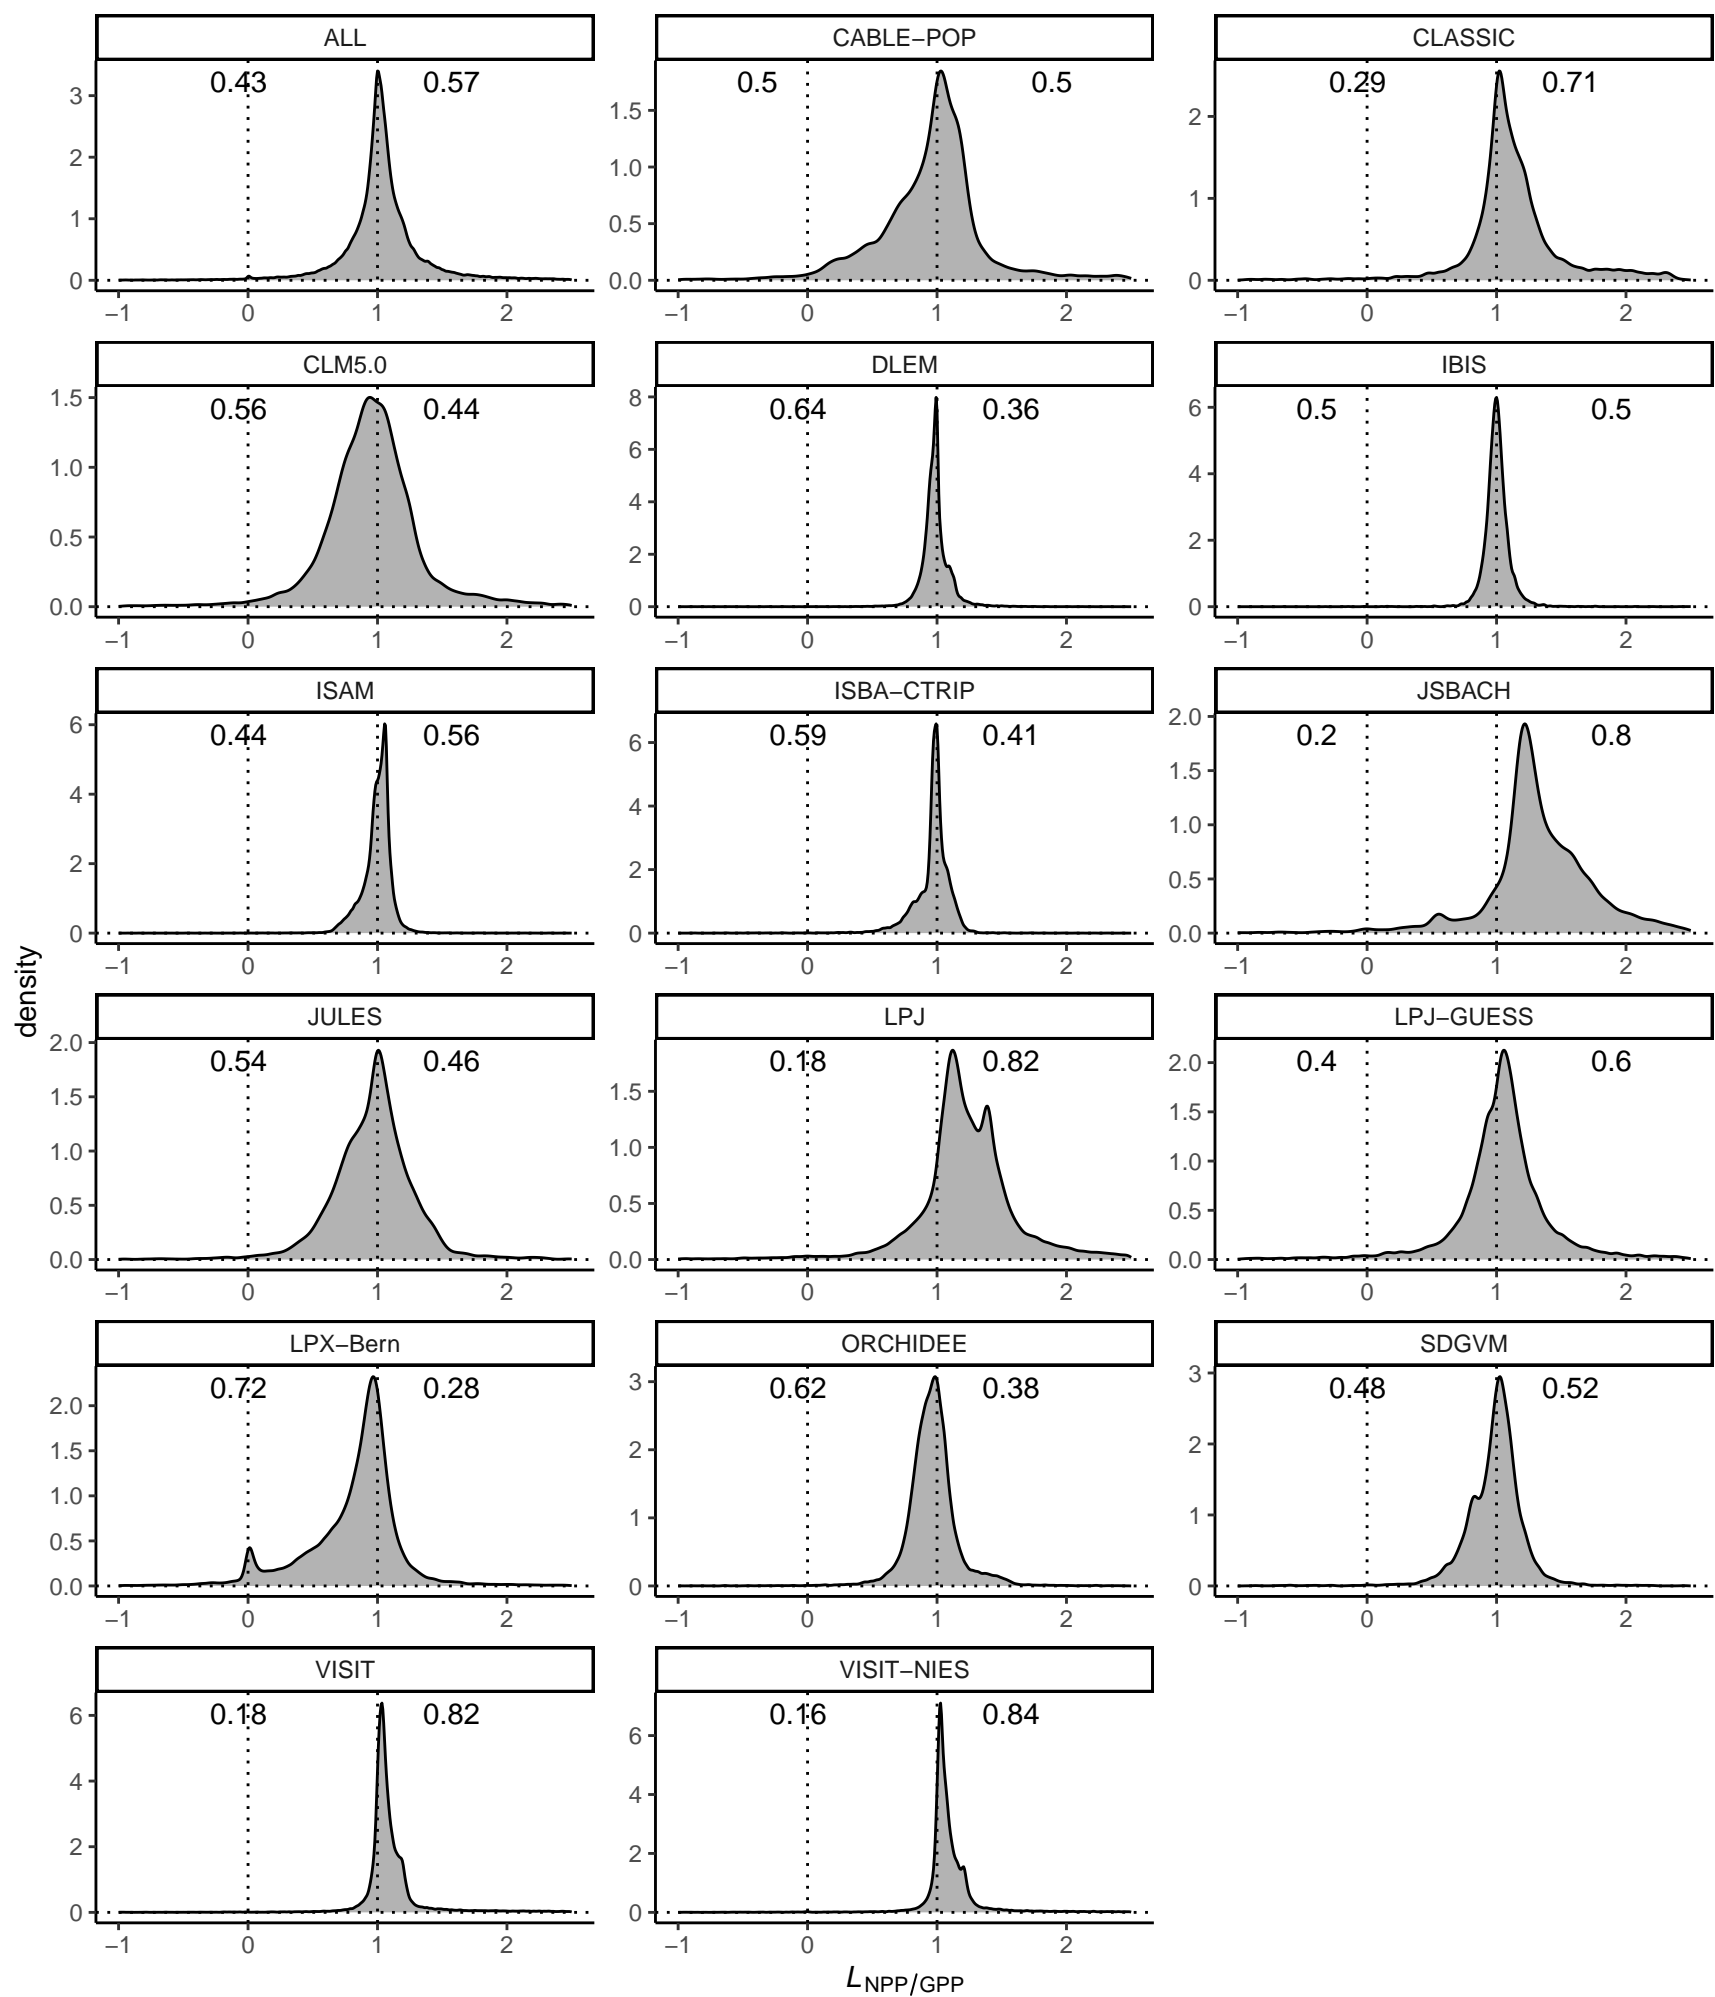 ALL
CABLE−POP
CLASSIC
0.43 0.57
0.5 0.5
0.29 0.71
3
2
1
0
1.5
1.0
0.5
0.0
2
1
0
−1 0 1 2
−1 0 1 2
−1 0 1 2
CLM5.0
DLEM
IBIS
0.56 0.44
0.64 0.36
0.5 0.5
1.5
1.0
0.5
0.0
8
6
4
2
0
6
4
2
0
−1 0 1 2
−1 0 1 2
−1 0 1 2
ISAM
ISBA−CTRIP
JSBACH
0.44 0.56
0.59 0.41
0.2 0.8
6
4
2
0
6
4
2
0
2.0
1.5
1.0
0.5
0.0
−1 0 1 2
−1 0 1 2
−1 0 1 2
density
JULES
LPJ
LPJ−GUESS
0.54 0.46
0.18 0.82
0.4 0.6
2.0
1.5
1.0
0.5
0.0
1.5
1.0
0.5
0.0
2.0
1.5
1.0
0.5
0.0
−1 0 1 2
−1 0 1 2
−1 0 1 2
LPX−Bern
ORCHIDEE
SDGVM
0.72 0.28
0.62 0.38
0.48 0.52
2.0
1.5
1.0
0.5
0.0
3
2
1
0
3
2
1
0
−1 0 1 2
−1 0 1 2
−1 0 1 2
VISIT
VISIT−NIES
0.18 0.82
0.16 0.84
6
4
2
0
6
4
2
0
−1 0 1 2
−1 0 1 2
L NPP/GPP